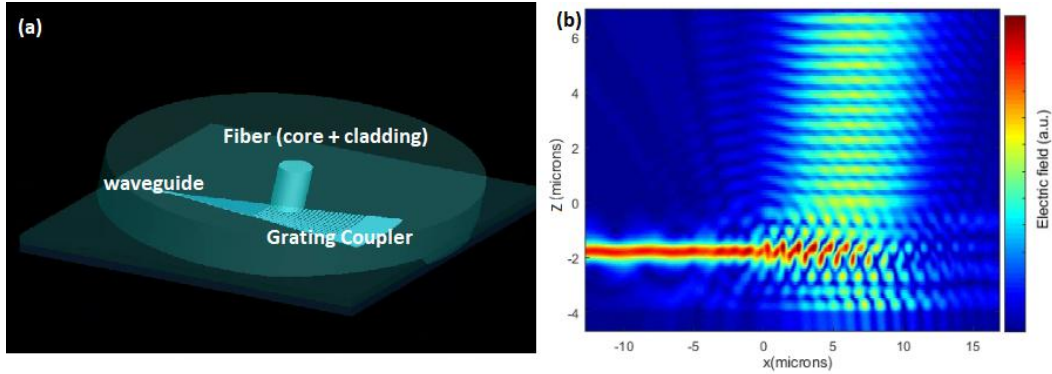 (a)
Fiber (core + cladding)
waveguide
Grating Coupler
(b)
6
4
2
0
-2
-4
Z (microns)
-10
-5
0
5
10
15
x(microns)
Electric field (a.u.)